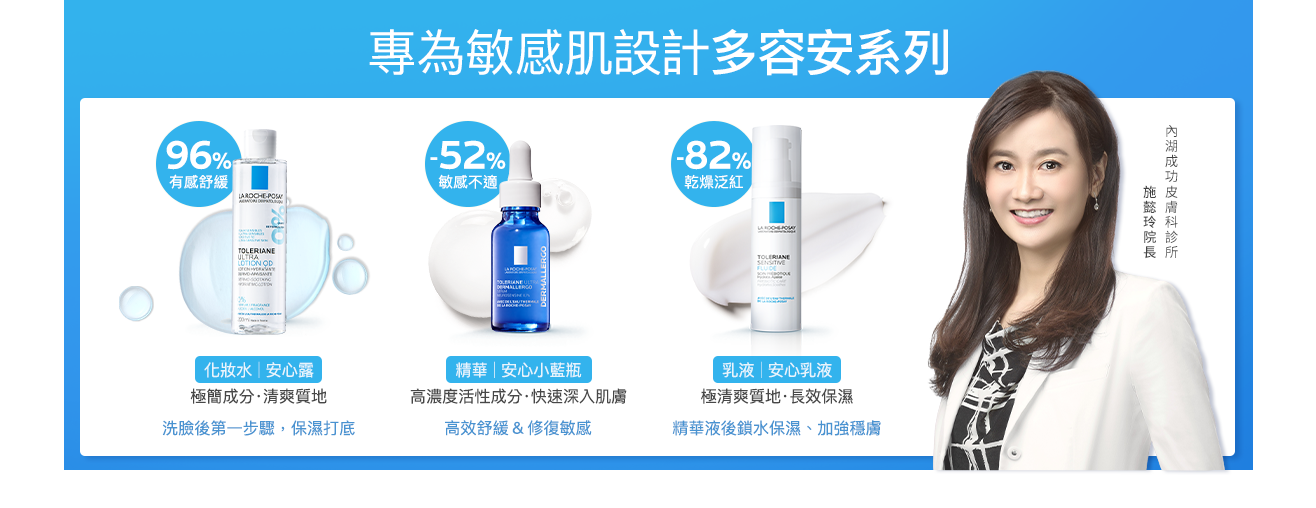 專為敏感肌設計多容安系列
96%
有感舒緩
LA ROCHE-POSAY
TOLERIANE
ULTRA
LOTION OD
化妝水｜安心露
極簡成分·清爽質地
洗臉後第一步驟，保濕打底
-52%
敏感不適
LA ROCHE-POSAY
TOLERIANE ULTRA
DERMALLERGO
DERMALLERGO
精華｜安心小藍瓶
高濃度活性成分·快速深入肌膚
高效舒緩 & 修復敏感
-82%
乾燥泛紅
LA ROCHE-POSAY
TOLERIANE
SENSITIVE
FLUIDE
乳液｜安心乳液
極清爽質地·長效保濕
精華液後鎖水保濕、加強穩膚
內湖成功皮膚科診所
施懿玲院長